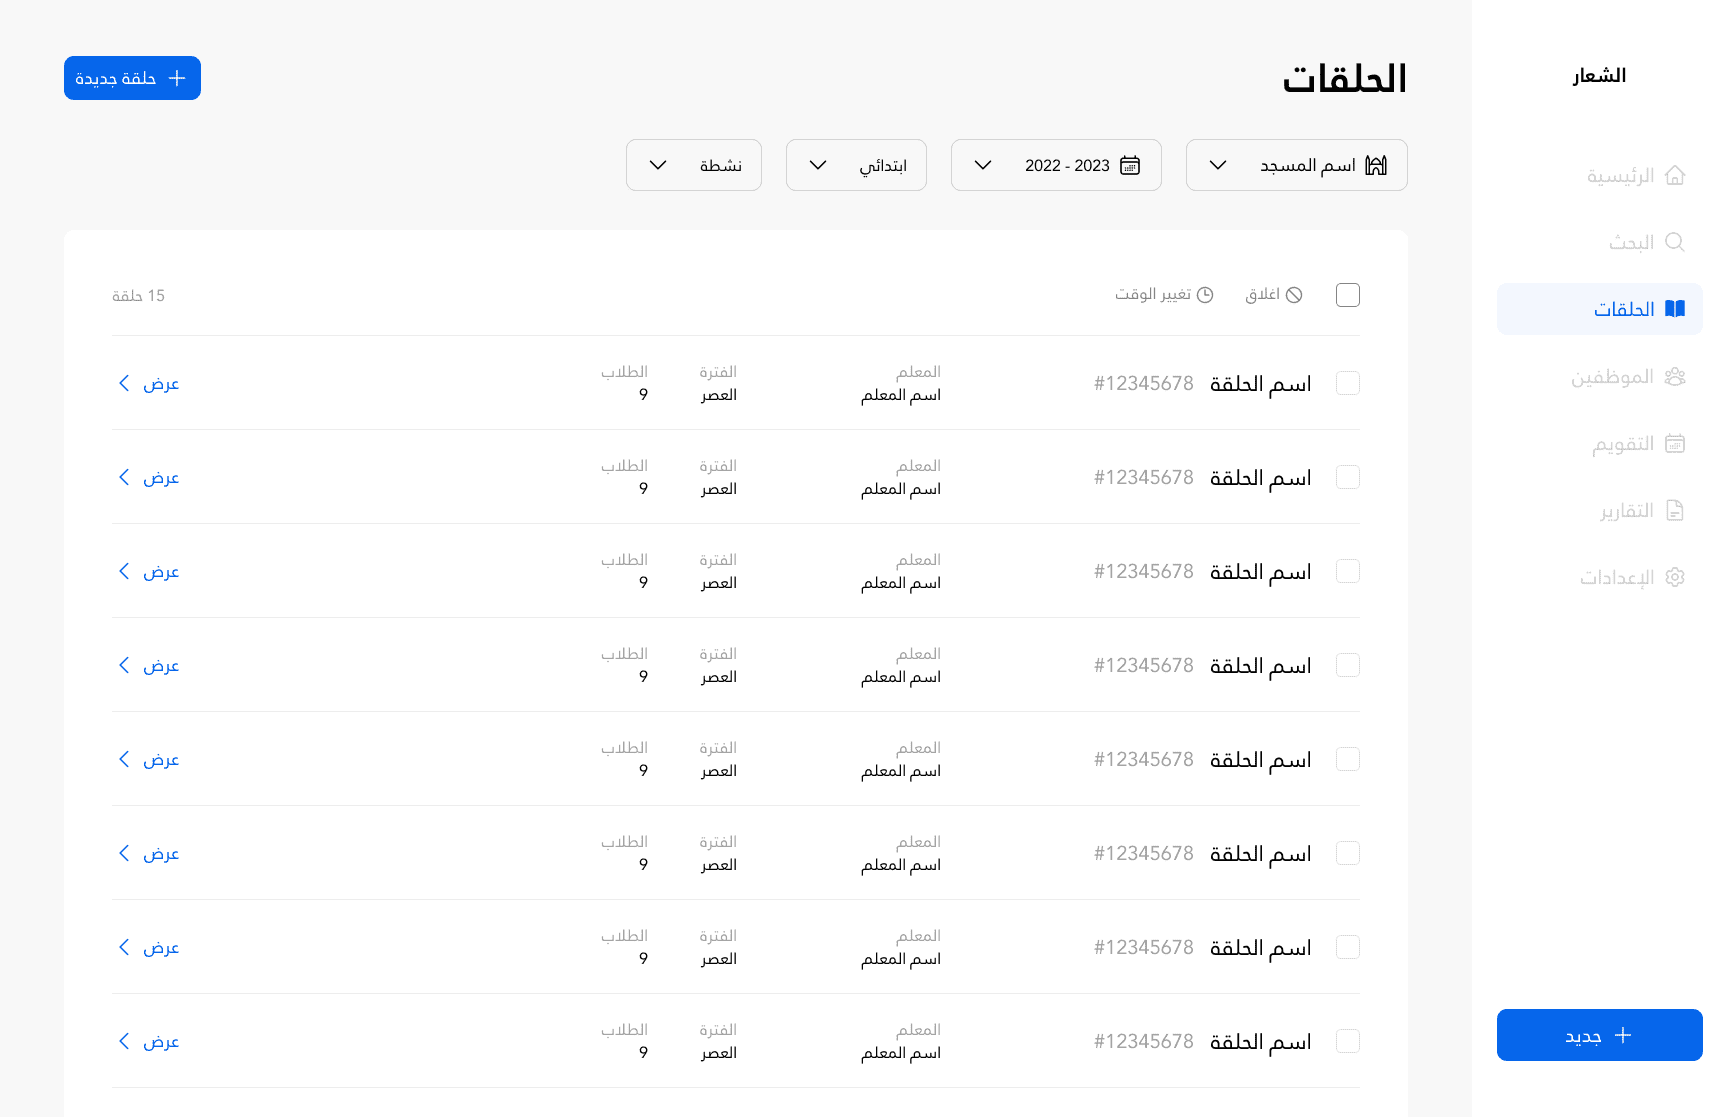 الشعار
الرئيسية
البحث
الحلقات
الموظفين
التقويم
التقارير
الإعدادات
جديد
الحلقات
حلقة جديدة
اسم المسجد
2022 - 2023
ابتدائي
نشطة
اغلاق
تغيير الوقت
15 حلقة
اسم الحلقة #12345678
المعلم
اسم المعلم
الفترة
العصر
الطلاب
9
عرض
اسم الحلقة #12345678
المعلم
اسم المعلم
الفترة
العصر
الطلاب
9
عرض
اسم الحلقة #12345678
المعلم
اسم المعلم
الفترة
العصر
الطلاب
9
عرض
اسم الحلقة #12345678
المعلم
اسم المعلم
الفترة
العصر
الطلاب
9
عرض
اسم الحلقة #12345678
المعلم
اسم المعلم
الفترة
العصر
الطلاب
9
عرض
اسم الحلقة #12345678
المعلم
اسم المعلم
الفترة
العصر
الطلاب
9
عرض
اسم الحلقة #12345678
المعلم
اسم المعلم
الفترة
العصر
الطلاب
9
عرض
اسم الحلقة #12345678
المعلم
اسم المعلم
الفترة
العصر
الطلاب
9
عرض